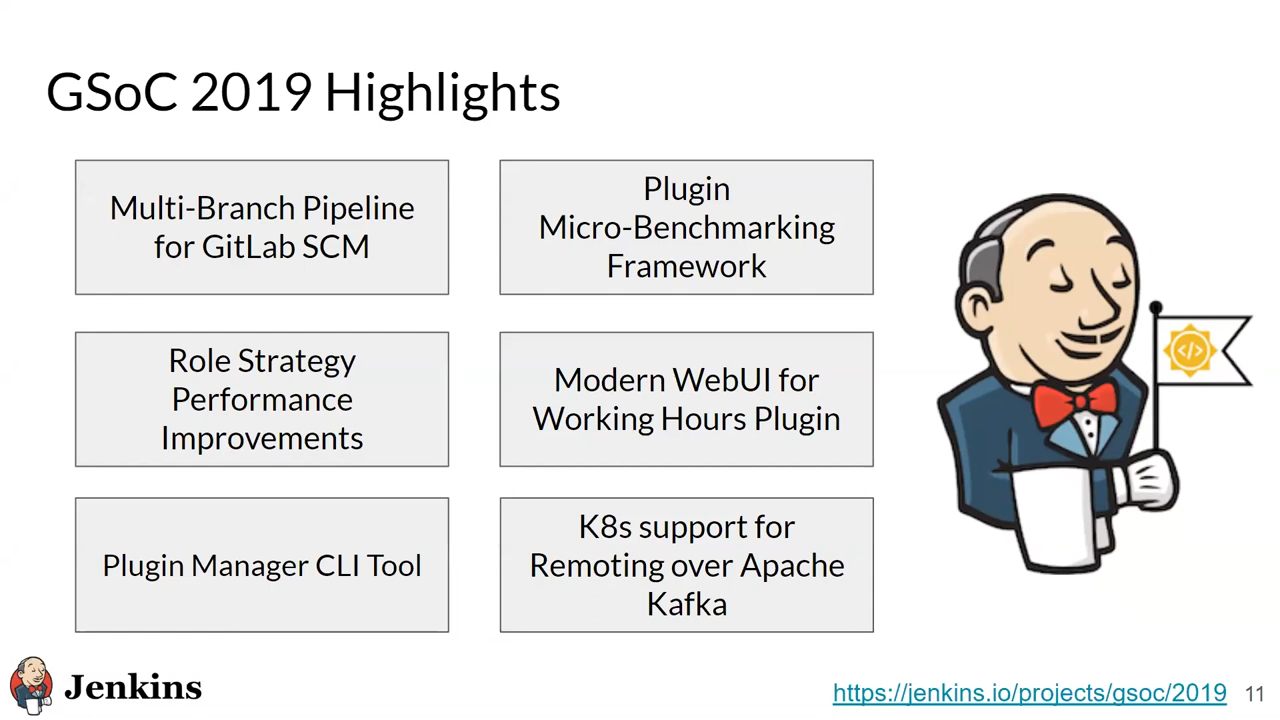 GSoC 2019 Highlights
Multi-Branch Pipeline
for GitLab SCM
Plugin
Micro-Benchmarking
Framework
Role Strategy
Performance
Improvements
Modern WebUI for
Working Hours Plugin
Plugin Manager CLI Tool
K8s support for
Remoting over Apache
Kafka
</>
Jenkins
https://jenkins.io/projects/gsoc/2019
11